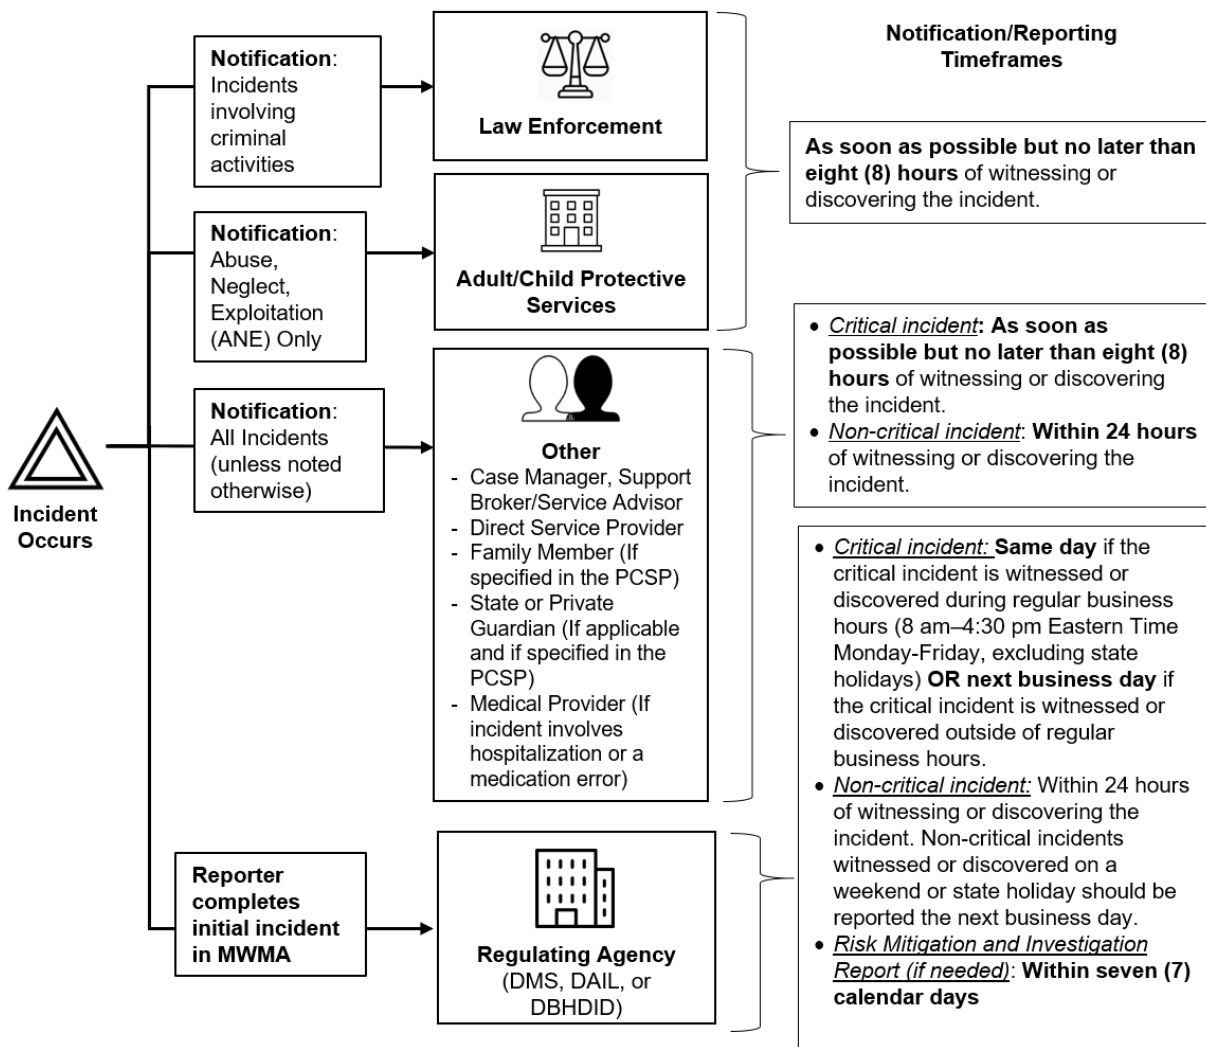 Notification/Reporting
Timeframes
Notification:
Incidents
involving
criminal
activities
Law Enforcement
As soon as possible but no later than
eight (8) hours of witnessing or
discovering the incident.
Notification:
Abuse,
Neglect,
Exploitation
(ANE) Only
Adult/Child Protective
Services
Incident
Occurs
Notification:
All Incidents
(unless noted
otherwise)
Other
- Case Manager, Support
Broker/Service Advisor
- Direct Service Provider
- Family Member (If
specified in the PCSP)
- State or Private
Guardian (If applicable
and if specified in the
PCSP)
- Medical Provider (If
incident involves
hospitalization or a
medication error)
• Critical incident: As soon as
possible but no later than eight (8)
hours of witnessing or discovering
the incident.
• Non-critical incident: Within 24 hours
of witnessing or discovering the
incident.
Reporter
completes
initial incident
in MWMA
Regulating Agency
(DMS, DAIL, or
DBHDID)
• Critical incident: Same day if the
critical incident is witnessed or
discovered during regular business
hours (8 am–4:30 pm Eastern Time
Monday-Friday, excluding state
holidays) OR next business day if
the critical incident is witnessed or
discovered outside of regular
business hours.
• Non-critical incident: Within 24 hours
of witnessing or discovering the
incident. Non-critical incidents
witnessed or discovered on a
weekend or state holiday should be
reported the next business day.
• Risk Mitigation and Investigation
Report (if needed): Within seven (7)
calendar days